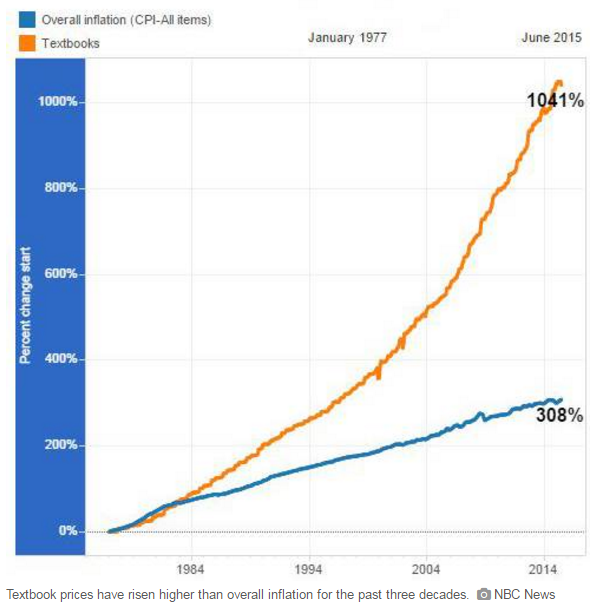 Overall inflation (CPI-All items)
Textbooks
January 1977
June 2015
1000%
800%
600%
400%
200%
0%
Percent change start
1041%
308%
1984
1994
2004
2014
Textbook prices have risen higher than overall inflation for the past three decades. NBC News